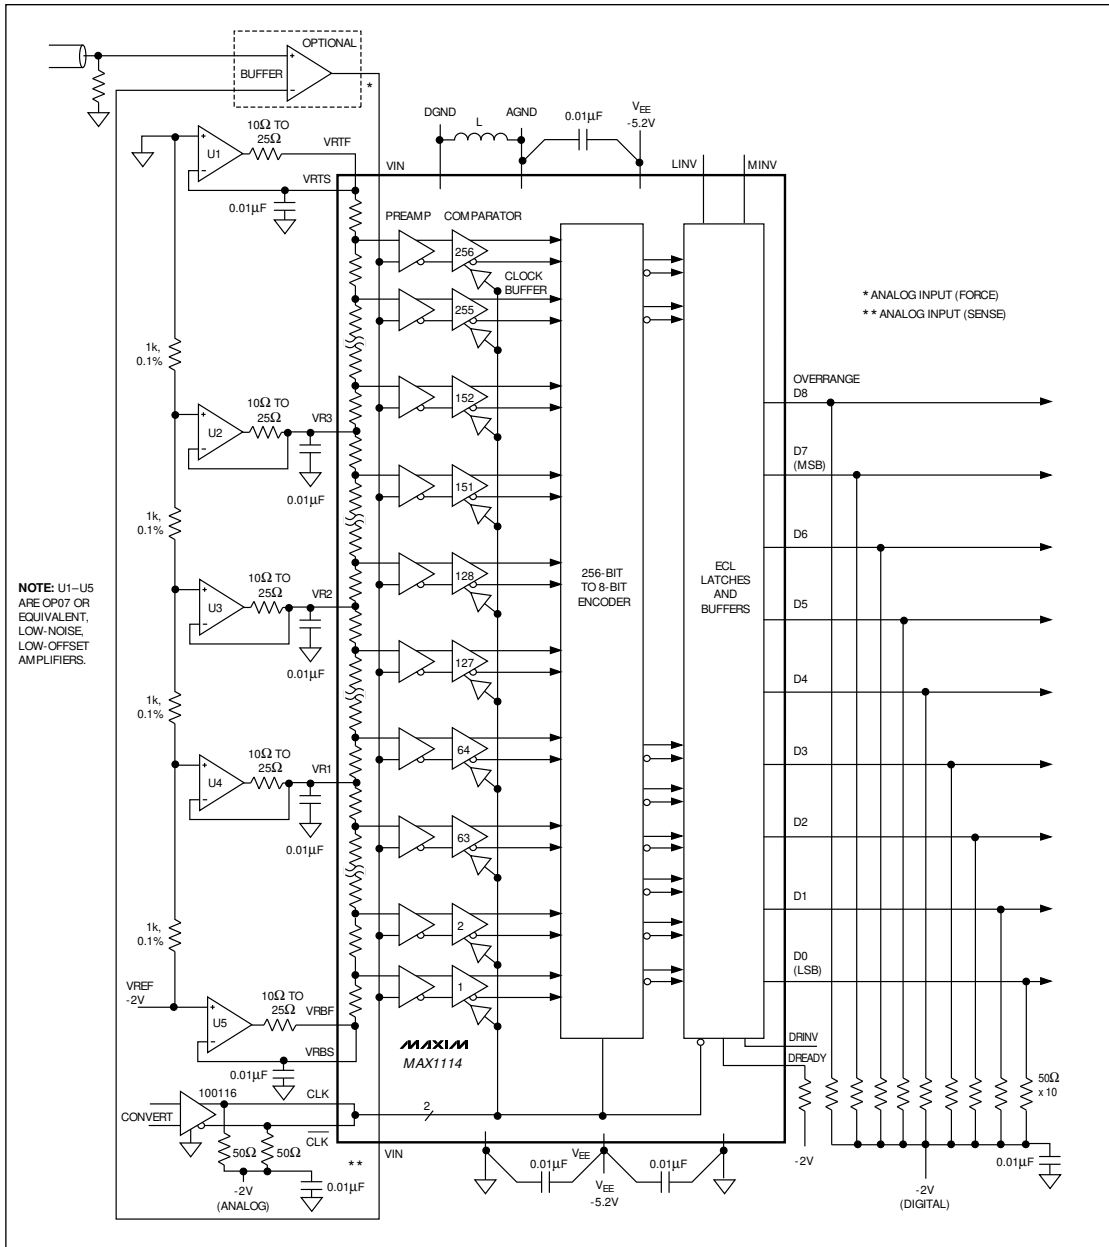 OPTIONAL
BUFFER
*
10Ω TO
25Ω
VRTF
U1
VRTS
0.01µF
DGND
L
AGND
0.01µF
VEE
-5.2V
VIN
LINV
MINV
PREAMP
COMPARATOR
256
CLOCK
BUFFER
255
* ANALOG INPUT (FORCE)
** ANALOG INPUT (SENSE)
1k,
0.1%
10Ω TO
25Ω
VR3
U2
0.01µF
152
OVERRANGE
D8
151
D7
(MSB)
1k,
0.1%
D6
NOTE: U1–U5
ARE OP07 OR
EQUIVALENT,
LOW-NOISE,
LOW-OFFSET
AMPLIFIERS.
10Ω TO
25Ω
VR2
U3
0.01µF
128
256-BIT
TO 8-BIT
ENCODER
ECL
LATCHES
AND
BUFFERS
D5
127
D4
1k,
0.1%
10Ω TO
25Ω
VR1
U4
0.01µF
64
D3
63
D2
1k,
0.1%
2
D1
VREF
-2V
10Ω TO
25Ω
VRBF
U5
VRBS
0.01µF
1
D0
(LSB)
MAXIM
MAX1114
DRINV
DREADY
50Ω
x 10
100116
CLK
CONVERT
CLK
2
50Ω
50Ω
**
VIN
0.01µF
-2V
(ANALOG)
0.01µF
VEE
0.01µF
VEE
-5.2V
-2V
-2V
(DIGITAL)
0.01µF